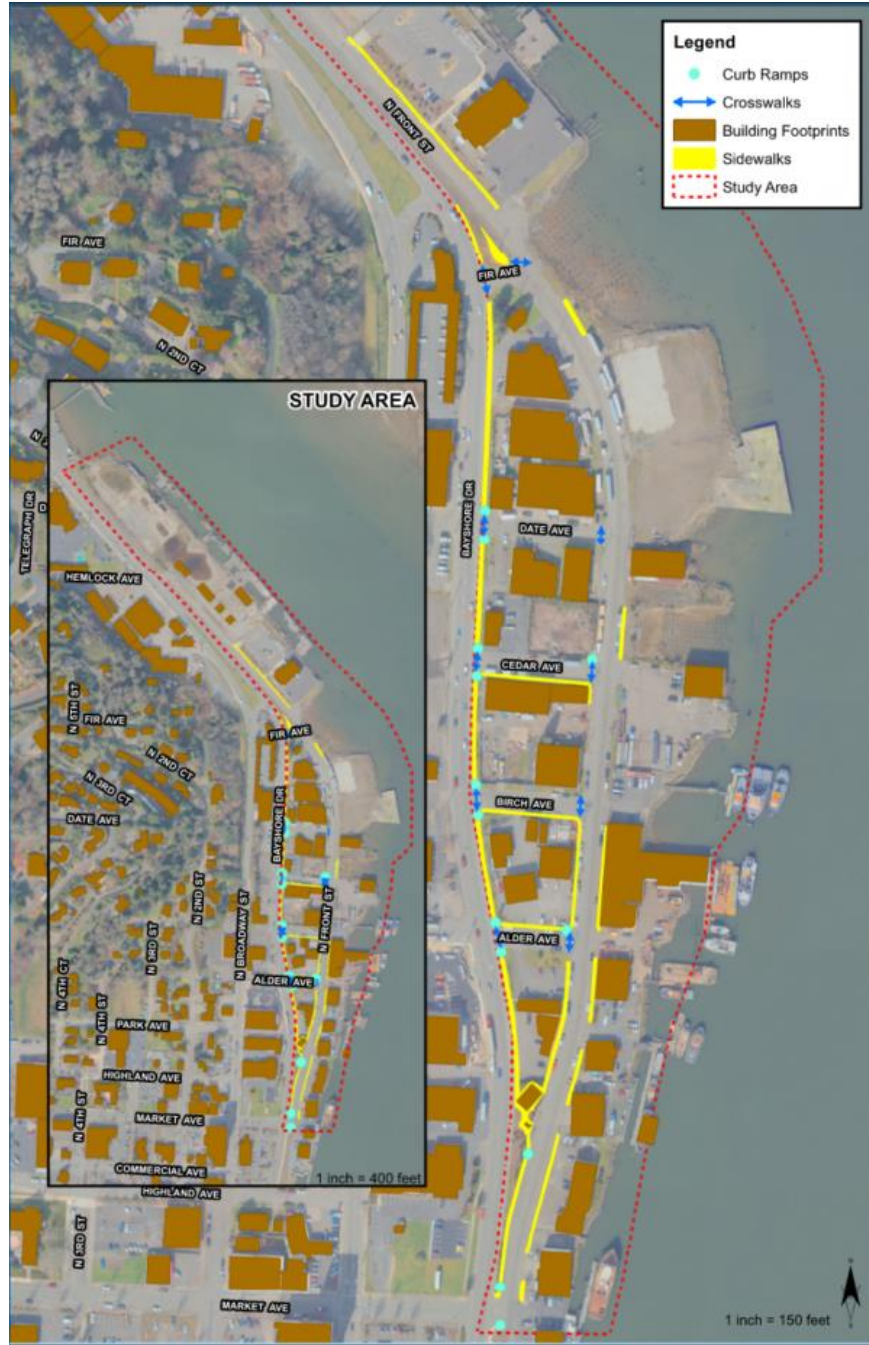 Legend
Curb Ramps
Crosswalks
Building Footprints
Sidewalks
Study Area
N FRONT ST
FIR AVE
FIR AVE
N 2ND CT
BAYSHORE DR
DATE AVE
CEDAR AVE
BIRCH AVE
ALDER AVE
STUDY AREA
TELEGRAPH DR
HEMLOCK AVE
N 5TH ST
FIR AVE
FIR AVE
N 2ND CT
N 3RD CT
DATE AVE
BAYSHORE DR
N 2ND ST
N BROADWAY ST
N FRONT ST
N 3RD ST
ALDER AVE
N 4TH CT
N 4TH ST
PARK AVE
HIGHLAND AVE
N 4TH ST
MARKET AVE
COMMERCIAL AVE
1 inch = 400 feet
HIGHLAND AVE
N 3RD ST
MARKET AVE
1 inch = 150 feet